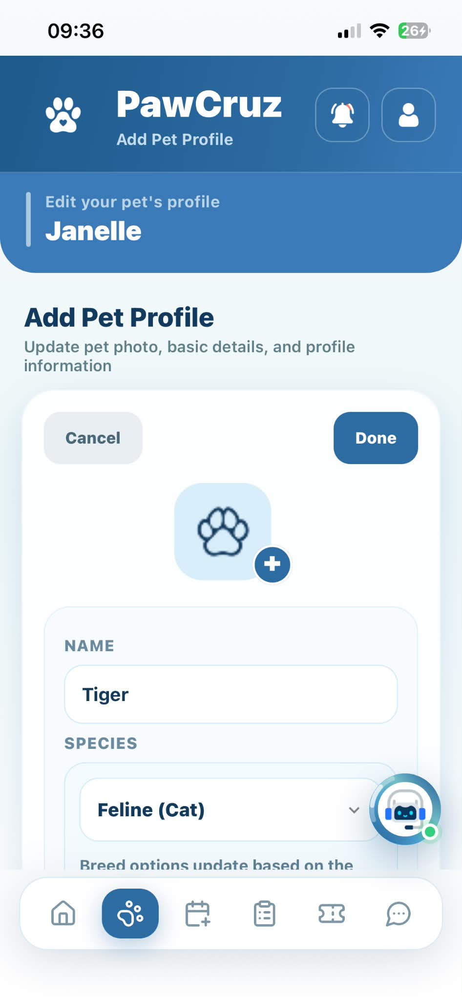 09:36
26
PawCruz
Add Pet Profile
Edit your pet's profile
Janelle
Add Pet Profile
Update pet photo, basic details, and profile
information
Cancel
Done
NAME
Tiger
SPECIES
Feline (Cat)
Breed options update based on the